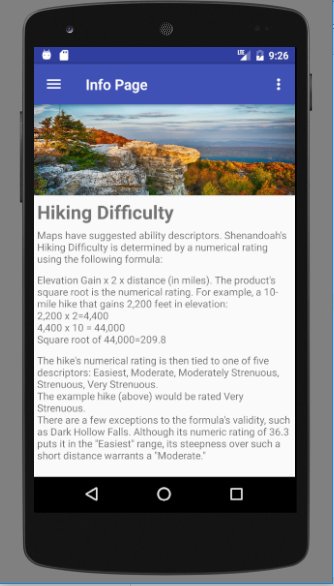 LTE 9:26
Info Page
Hiking Difficulty
Maps have suggested ability descriptors. Shenandoah's
Hiking Difficulty is determined by a numerical rating
using the following formula:
Elevation Gain x 2 x distance (in miles). The product's
square root is the numerical rating. For example, a 10-
mile hike that gains 2,200 feet in elevation:
2,200 x 2=4,400
4,400 x 10 = 44,000
Square root of 44,000=209.8
The hike's numerical rating is then tied to one of five
descriptors: Easiest, Moderate, Moderately Strenuous,
Strenuous, Very Strenuous.
The example hike (above) would be rated Very
Strenuous.
There are a few exceptions to the formula's validity, such
as Dark Hollow Falls. Although its numeric rating of 36.3
puts it in the "Easiest" range, its steepness over such a
short distance warrants a "Moderate."